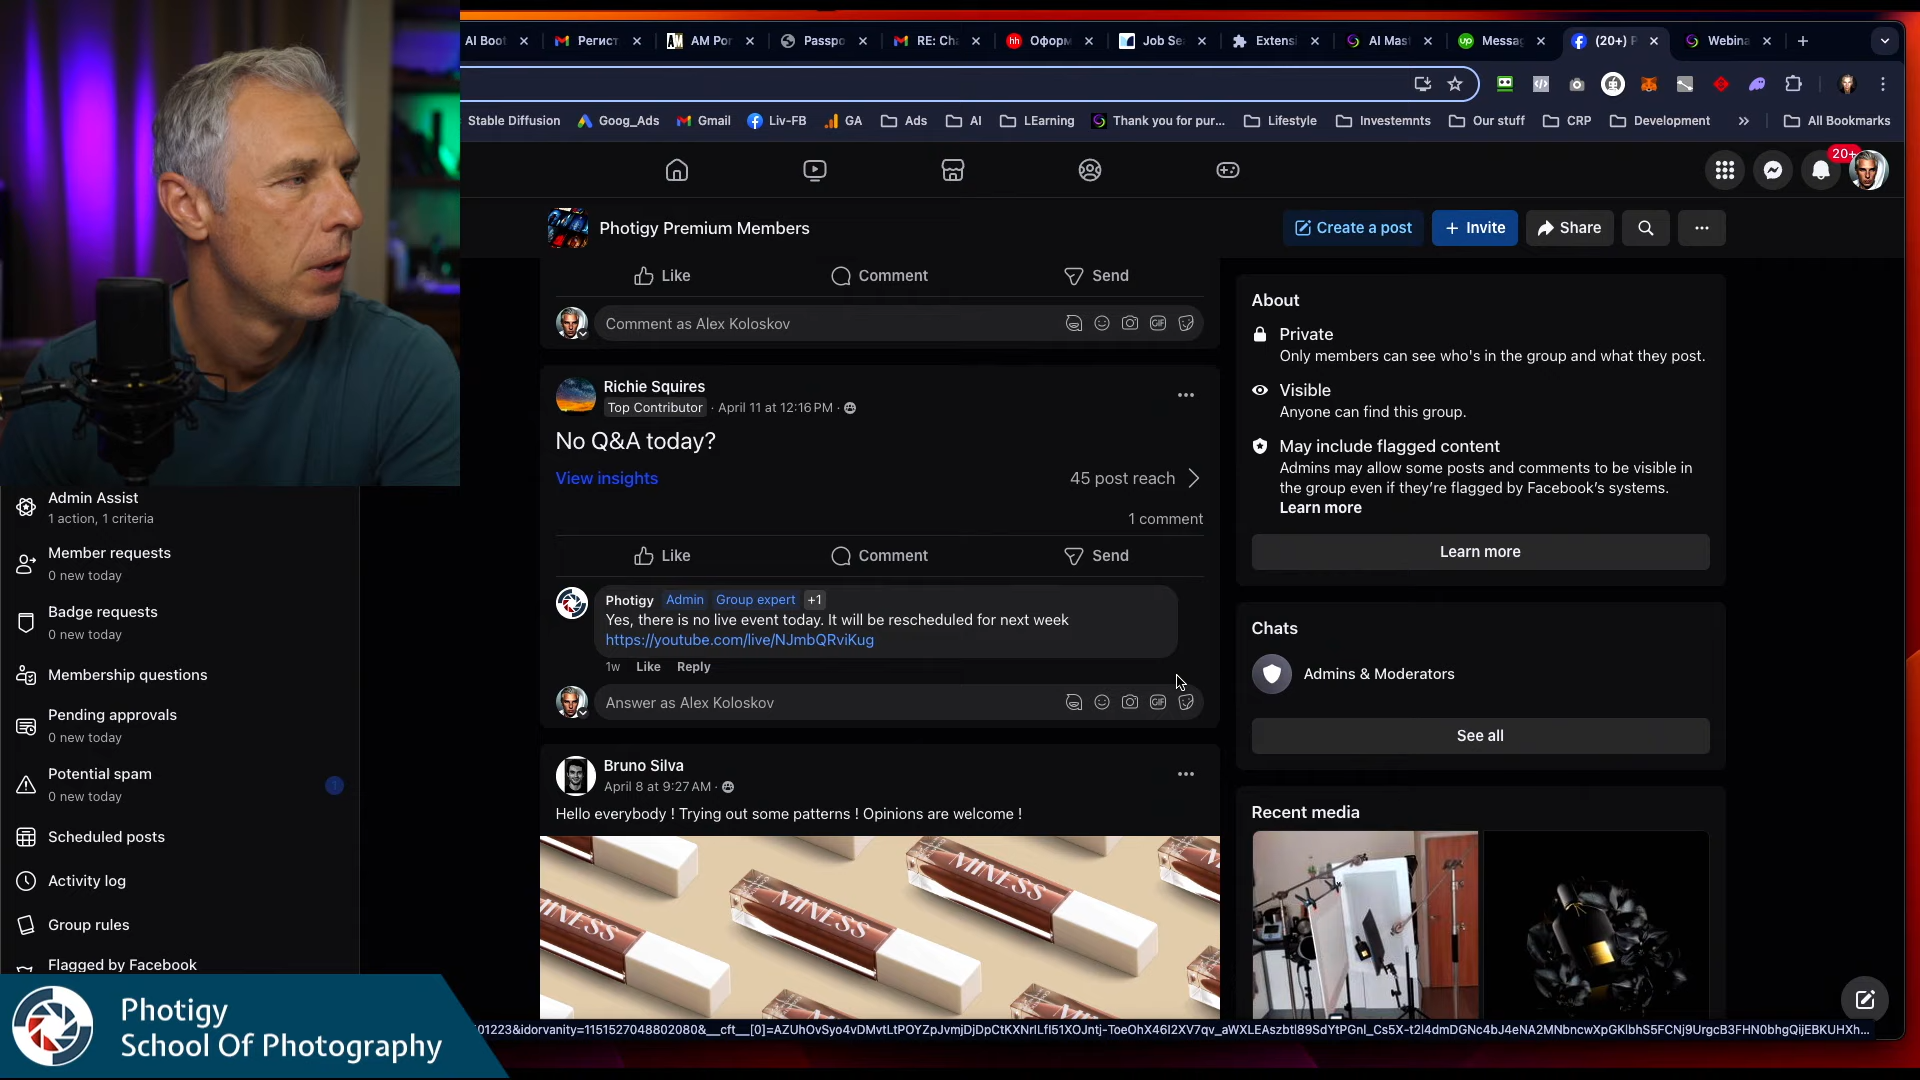 AI Boot
Регист
AM Por
Passpo
RE: Ch
Оформ
Job Se
Extensi
AI Mas
Messag
(20+) P
Webina
Stable Diffusion
Goog_Ads
Gmail
Liv-FB
GA
Ads
AI
LEarning
Thank you for pur...
Lifestyle
Investemnts
Our stuff
CRP
Development
All Bookmarks
20+
Photigy Premium Members
Create a post
+ Invite
Share
Like
Comment
Send
Comment as Alex Koloskov
Richie Squires
Top Contributor · April 11 at 12:16 PM ·
No Q&A today?
View insights
45 post reach
1 comment
Like
Comment
Send
Photigy Admin Group expert +1
Yes, there is no live event today. It will be rescheduled for next week
https://youtube.com/live/NJmbQRviKug
1w Like Reply
Answer as Alex Koloskov
Bruno Silva
April 8 at 9:27 AM ·
Hello everybody ! Trying out some patterns ! Opinions are welcome !
MINESS
MINESS
MINESS
About
Private
Only members can see who's in the group and what they post.
Visible
Anyone can find this group.
May include flagged content
Admins may allow some posts and comments to be visible in
the group even if they're flagged by Facebook's systems.
Learn more
Learn more
Chats
Admins & Moderators
See all
Recent media
Admin Assist
1 action, 1 criteria
Member requests
0 new today
Badge requests
0 new today
Membership questions
Pending approvals
0 new today
Potential spam
0 new today
1
Scheduled posts
Activity log
Group rules
Flagged by Facebook
Photigy
School Of Photography